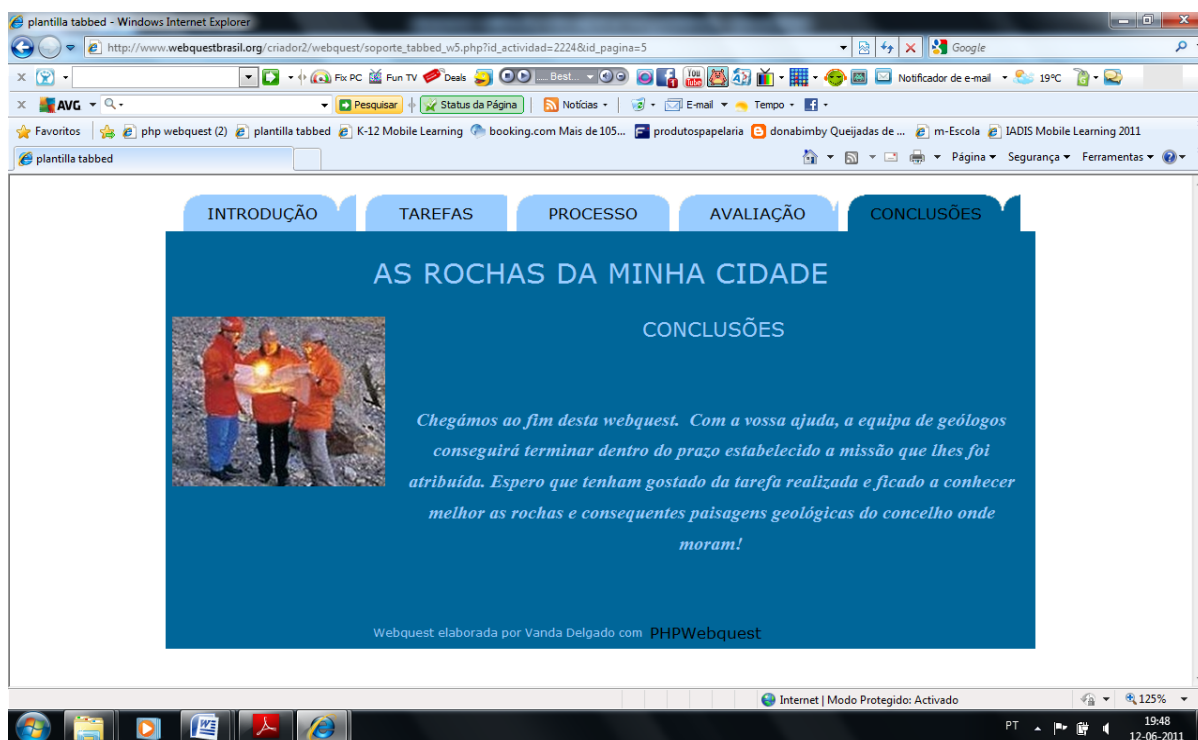 plantilla tabbed - Windows Internet Explorer
http://www.webquestbrasil.org/criador2/webquest/soporte_tabbed_w5.php?id_actividad=2224&id_pagina=5
Google
Fix PC Fun TV Deals .... Best... You Tube Notificador de e-mail 19ºC
AVG Pesquisar Status da Página Notícias E-mail Tempo
Favoritos php webquest (2) plantilla tabbed K-12 Mobile Learning booking.com Mais de 105... produtospapelaria donabimby Queijadas de ... m-Escola IADIS Mobile Learning 2011
plantilla tabbed Página Segurança Ferramentas
INTRODUÇÃO TAREFAS PROCESSO AVALIAÇÃO CONCLUSÕES
AS ROCHAS DA MINHA CIDADE
CONCLUSÕES
Chegámos ao fim desta webquest. Com a vossa ajuda, a equipa de geólogos
conseguirá terminar dentro do prazo estabelecido a missão que lhes foi
atribuída. Espero que tenham gostado da tarefa realizada e ficado a conhecer
melhor as rochas e consequentes paisagens geológicas do concelho onde
moram!
Webquest elaborada por Vanda Delgado com PHPWebquest
Internet | Modo Protegido: Activado 125%
PT 19:48
12-06-2011